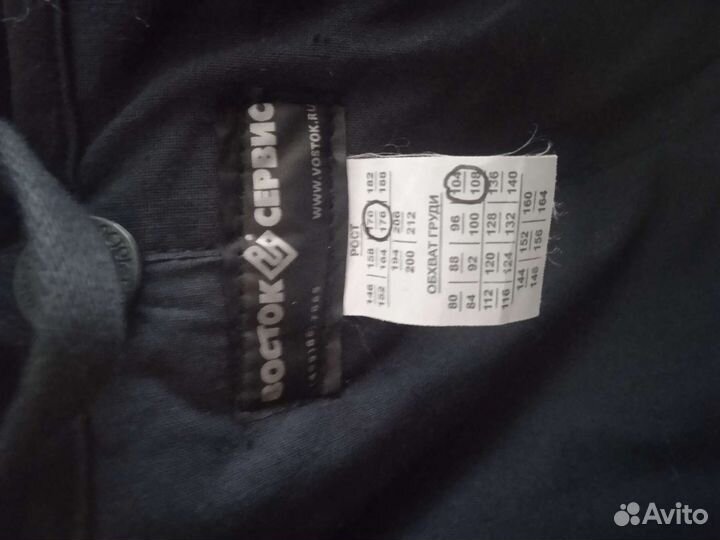 ВОСТОК СЕРВИС
WWW.VOSTOK.RU
РОСТ
146 158 170 182
152 164 176 188
194 206
200 212
ОБХВАТ ГРУДИ
80 88 96 104
84 92 100 108
112 120 128 136
116 124 132 140
144 152 160
148 156 164
Avito